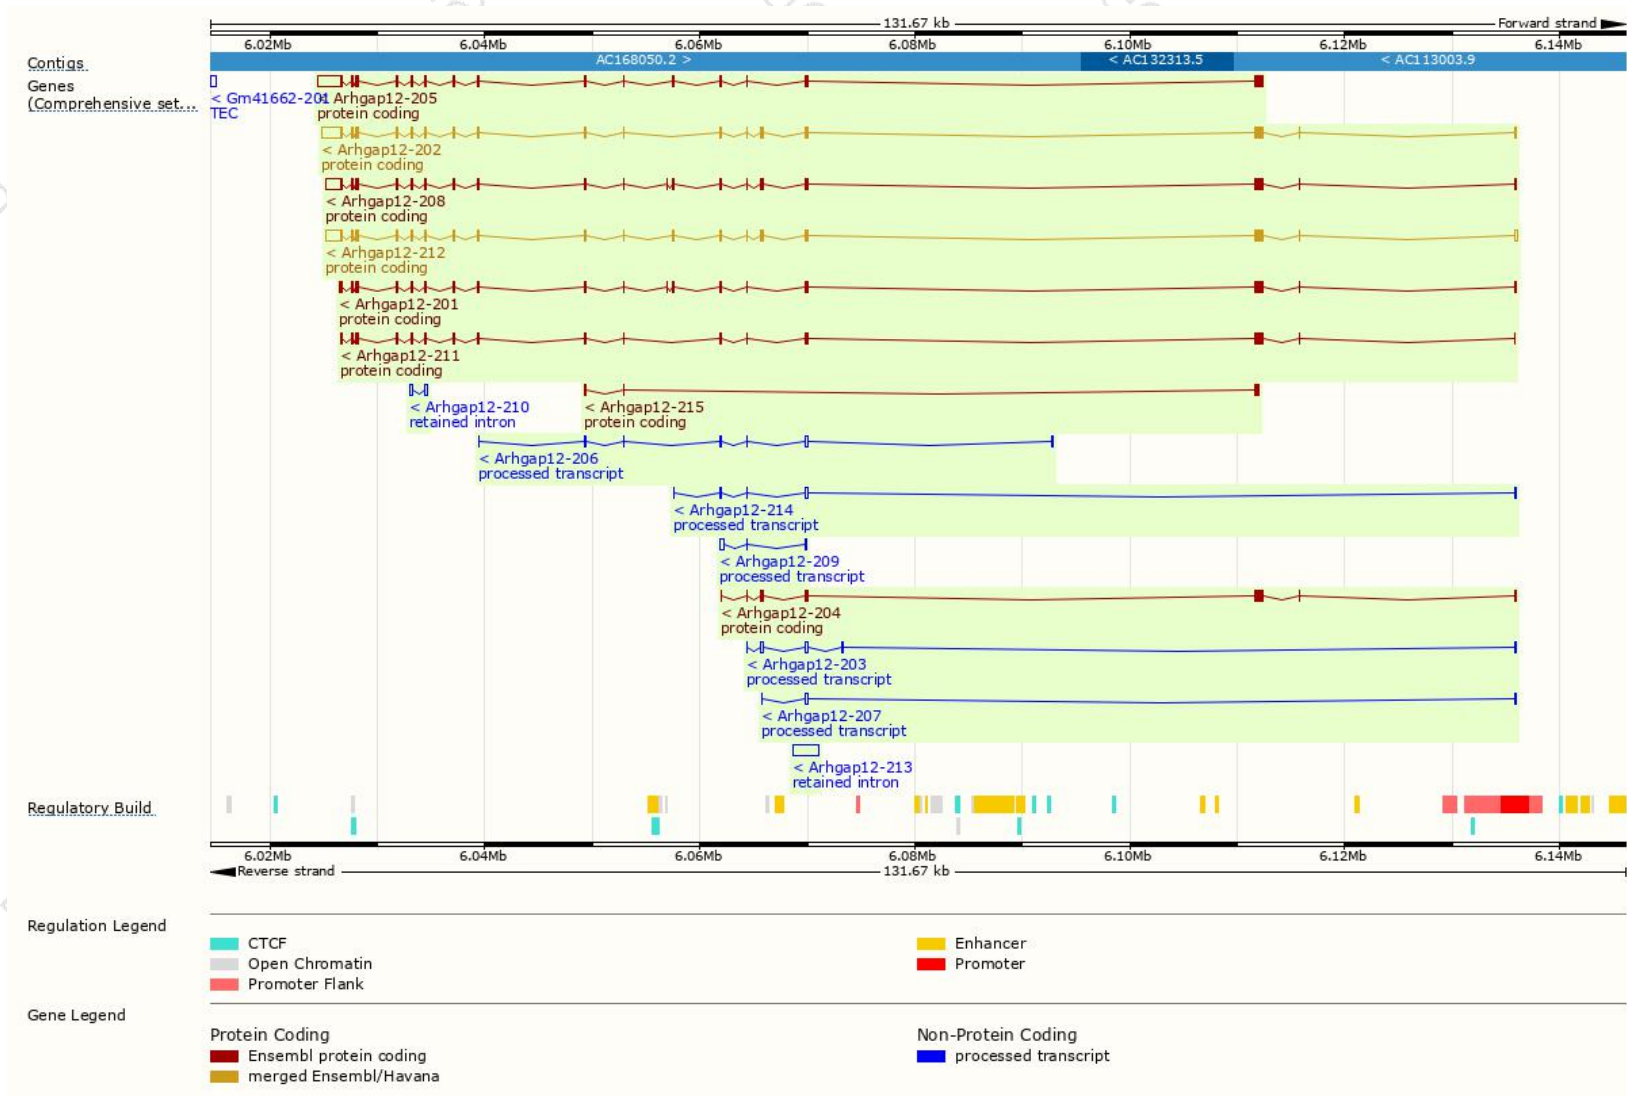 131.67 kb
Forward strand
6.02Mb 6.04Mb 6.06Mb 6.08Mb 6.10Mb 6.12Mb 6.14Mb
Contigs
AC168050.2 > < AC132313.5 < AC113003.9
Genes
(Comprehensive set...
< Gm41662-201
TEC
< Arhgap12-205
protein coding
< Arhgap12-202
protein coding
< Arhgap12-208
protein coding
< Arhgap12-212
protein coding
< Arhgap12-201
protein coding
< Arhgap12-211
protein coding
< Arhgap12-210
retained intron
< Arhgap12-215
protein coding
< Arhgap12-206
processed transcript
< Arhgap12-214
processed transcript
< Arhgap12-209
processed transcript
< Arhgap12-204
protein coding
< Arhgap12-203
processed transcript
< Arhgap12-207
processed transcript
< Arhgap12-213
retained intron
Regulatory Build
6.02Mb 6.04Mb 6.06Mb 6.08Mb 6.10Mb 6.12Mb 6.14Mb
Reverse strand
131.67 kb
Regulation Legend
CTCF
Open Chromatin
Promoter Flank
Enhancer
Promoter
Gene Legend
Protein Coding
Ensembl protein coding
merged Ensembl/Havana
Non-Protein Coding
processed transcript